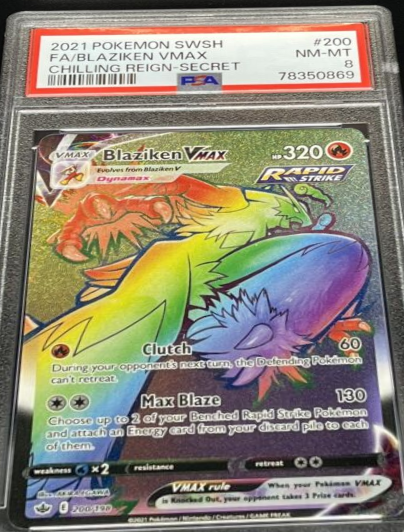 2021 POKEMON SWSH #200
FA/BLAZIKEN VMAX NM-MT
CHILLING REIGN-SECRET 8
PSA 78350869
VMAX Blaziken VMAX HP 320
Evolves from Blaziken V
Dynamax
RAPID STRIKE
Clutch 60
During your opponent's next turn, the Defending Pokémon
can't retreat.
Max Blaze 130
Choose up to 2 of your Benched Rapid Strike Pokémon
and attach an Energy card from your discard pile to each
of them.
weakness ×2 resistance retreat
VMAX rule When your Pokémon VMAX
is Knocked Out, your opponent takes 3 Prize cards.
E 200/198
©2021 Pokémon / Nintendo / Creatures / GAME FREAK